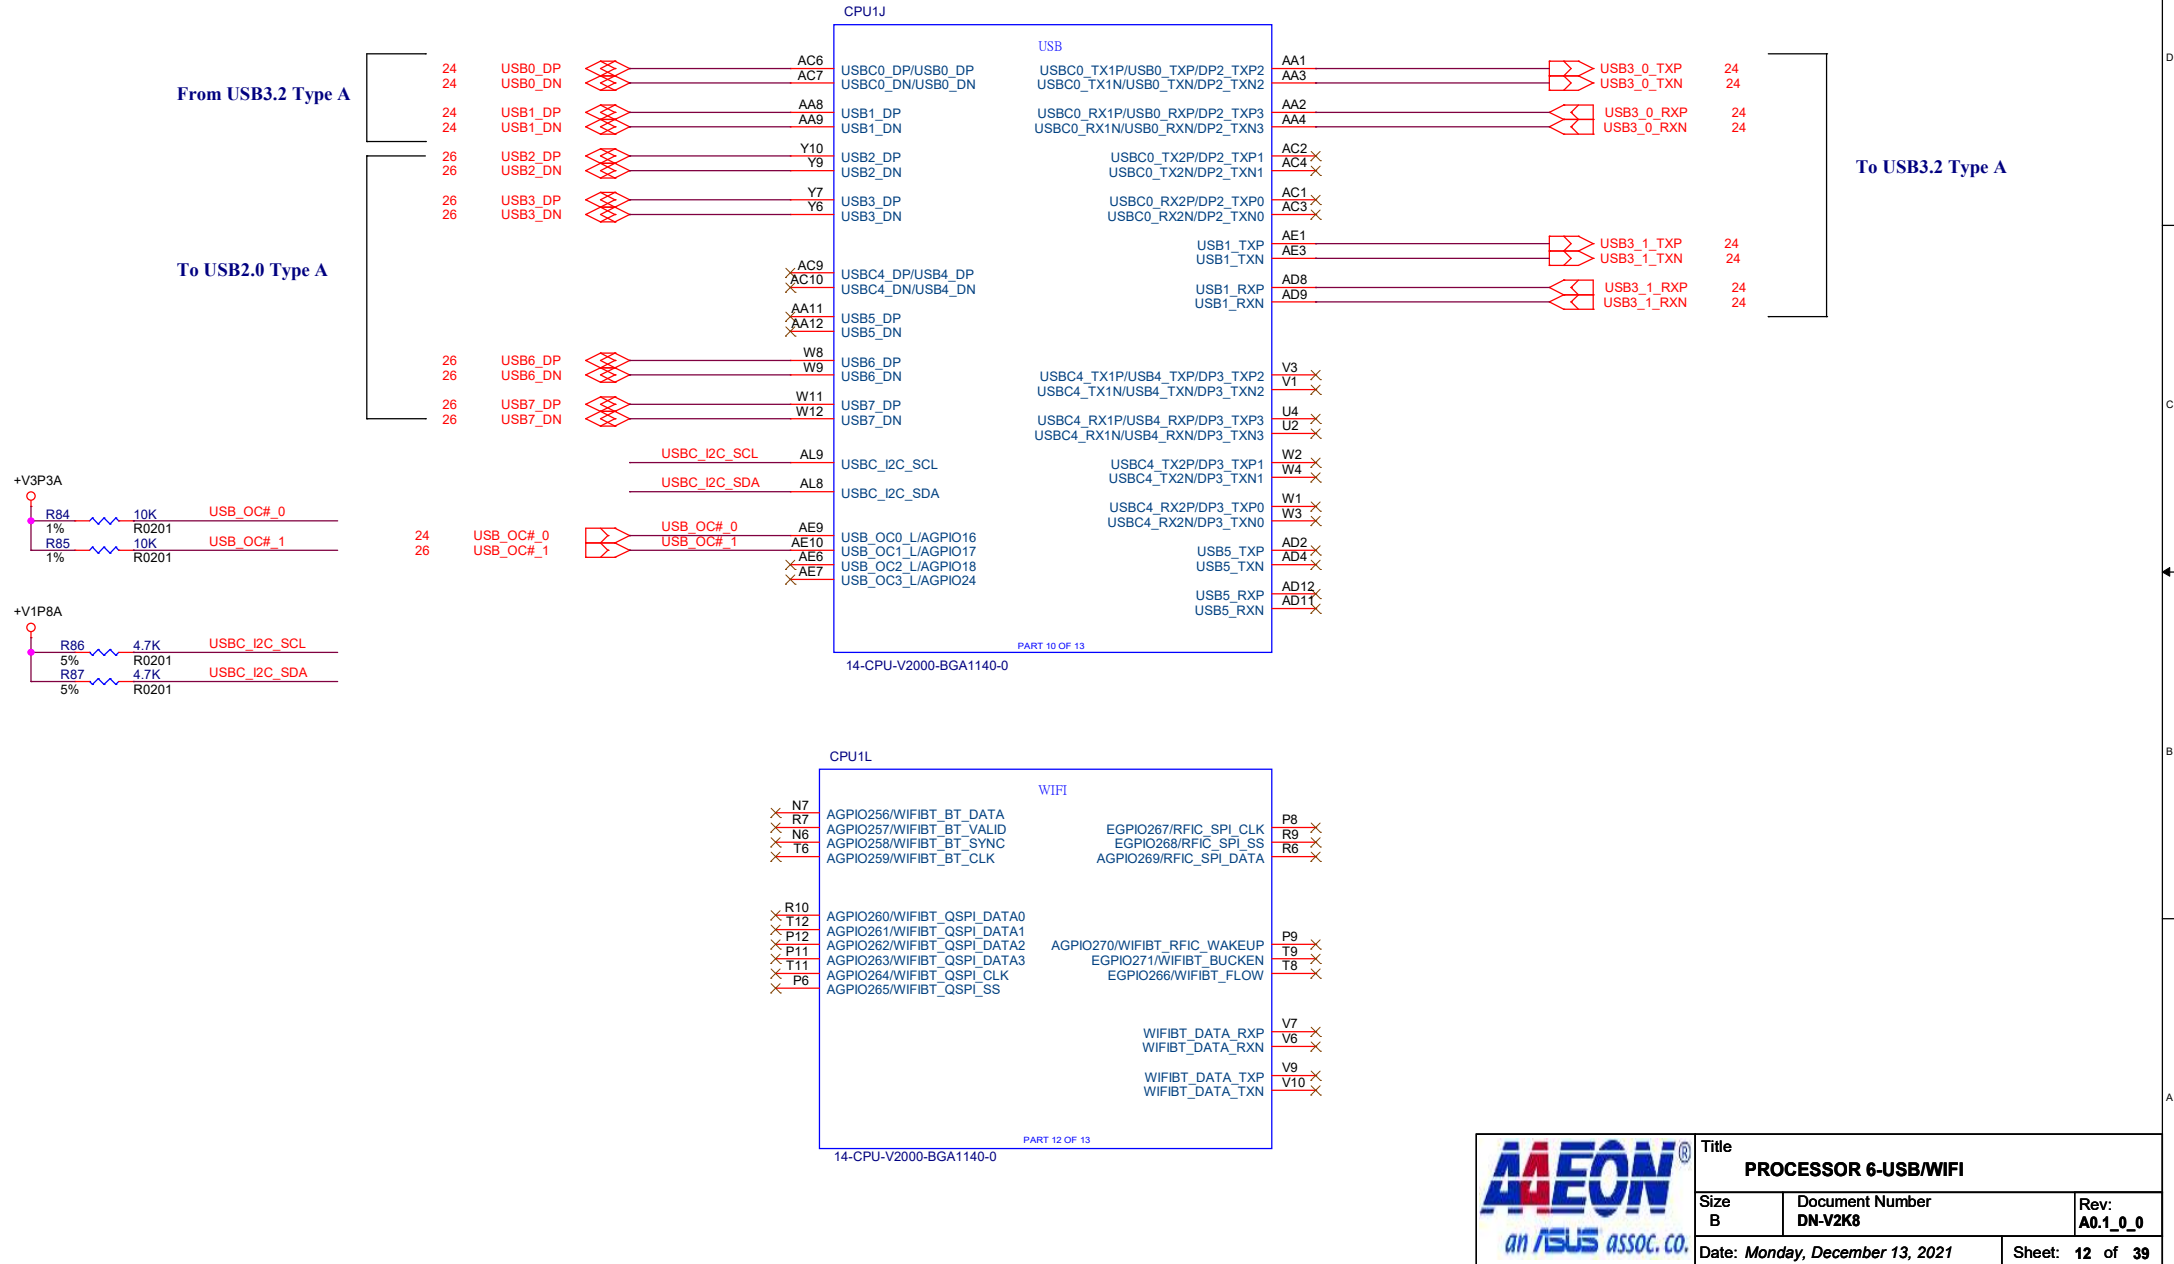 CPU1J
USB
From USB3.2 Type A
24 USB0_DP AC6 USBC0_DP/USB0_DP
24 USB0_DN AC7 USBC0_DN/USB0_DN
24 USB1_DP AA8 USB1_DP
24 USB1_DN AA9 USB1_DN
To USB2.0 Type A
26 USB2_DP Y10 USB2_DP
26 USB2_DN Y9 USB2_DN
26 USB3_DP Y7 USB3_DP
26 USB3_DN Y6 USB3_DN
AC9 USBC4_DP/USB4_DP
AC10 USBC4_DN/USB4_DN
AA11 USB5_DP
AA12 USB5_DN
26 USB6_DP W8 USB6_DP
26 USB6_DN W9 USB6_DN
26 USB7_DP W11 USB7_DP
26 USB7_DN W12 USB7_DN
USBC_I2C_SCL AL9 USBC_I2C_SCL
USBC_I2C_SDA AL8 USBC_I2C_SDA
24 USB_OC#_0 USB_OC#_0 AE9 USB_OC0_L/AGPIO16
26 USB_OC#_1 USB_OC#_1 AE10 USB_OC1_L/AGPIO17
AE6 USB_OC2_L/AGPIO18
AE7 USB_OC3_L/AGPIO24
USBC0_TX1P/USB0_TXP/DP2_TXP2 AA1 USB3_0_TXP 24
USBC0_TX1N/USB0_TXN/DP2_TXN2 AA3 USB3_0_TXN 24
USBC0_RX1P/USB0_RXP/DP2_TXP3 AA2 USB3_0_RXP 24
USBC0_RX1N/USB0_RXN/DP2_TXN3 AA4 USB3_0_RXN 24
USBC0_TX2P/DP2_TXP1 AC2
USBC0_TX2N/DP2_TXN1 AC4
USBC0_RX2P/DP2_TXP0 AC1
USBC0_RX2N/DP2_TXN0 AC3
USB1_TXP AE1 USB3_1_TXP 24
USB1_TXN AE3 USB3_1_TXN 24
USB1_RXP AD8 USB3_1_RXP 24
USB1_RXN AD9 USB3_1_RXN 24
To USB3.2 Type A
USBC4_TX1P/USB4_TXP/DP3_TXP2 V3
USBC4_TX1N/USB4_TXN/DP3_TXN2 V1
USBC4_RX1P/USB4_RXP/DP3_TXP3 U4
USBC4_RX1N/USB4_RXN/DP3_TXN3 U2
USBC4_TX2P/DP3_TXP1 W2
USBC4_TX2N/DP3_TXN1 W4
USBC4_RX2P/DP3_TXP0 W1
USBC4_RX2N/DP3_TXN0 W3
USB5_TXP AD2
USB5_TXN AD4
USB5_RXP AD12
USB5_RXN AD11
PART 10 OF 13
14-CPU-V2000-BGA1140-0
+V3P3A
R84 10K USB_OC#_0
1% R0201
R85 10K USB_OC#_1
1% R0201
+V1P8A
R86 4.7K USBC_I2C_SCL
5% R0201
R87 4.7K USBC_I2C_SDA
5% R0201
CPU1L
WIFI
N7 AGPIO256/WIFIBT_BT_DATA
R7 AGPIO257/WIFIBT_BT_VALID
N6 AGPIO258/WIFIBT_BT_SYNC
T6 AGPIO259/WIFIBT_BT_CLK
R10 AGPIO260/WIFIBT_QSPI_DATA0
T12 AGPIO261/WIFIBT_QSPI_DATA1
P12 AGPIO262/WIFIBT_QSPI_DATA2
P11 AGPIO263/WIFIBT_QSPI_DATA3
T11 AGPIO264/WIFIBT_QSPI_CLK
P6 AGPIO265/WIFIBT_QSPI_SS
EGPIO267/RFIC_SPI_CLK P8
EGPIO268/RFIC_SPI_SS R9
AGPIO269/RFIC_SPI_DATA R6
AGPIO270/WIFIBT_RFIC_WAKEUP P9
EGPIO271/WIFIBT_BUCKEN T9
EGPIO266/WIFIBT_FLOW T8
WIFIBT_DATA_RXP V7
WIFIBT_DATA_RXN V6
WIFIBT_DATA_TXP V9
WIFIBT_DATA_TXN V10
PART 12 OF 13
14-CPU-V2000-BGA1140-0
D
C
B
A
AAEON®
an ASUS assoc. co.
Title
PROCESSOR 6-USB/WIFI
Size Document Number Rev:
B DN-V2K8 A0.1_0_0
Date: Monday, December 13, 2021 Sheet: 12 of 39